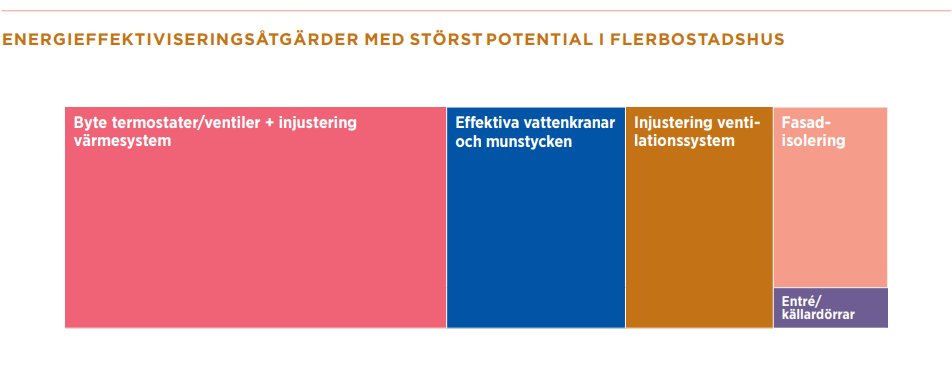 ENERGIEFFEKTIVISERINGSÅTGÄRDER MED STÖRST POTENTIAL I FLERBOSTADSHUS
Byte termostater/ventiler + injustering
värmesystem
Effektiva vattenkranar
och munstycken
Injustering venti-
lationssystem
Fasad-
isolering
Entré/
källardörrar